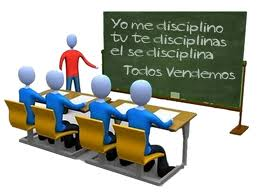 Yo me disciplino
tu te disciplinas
el se disciplina
Todos Vendemos